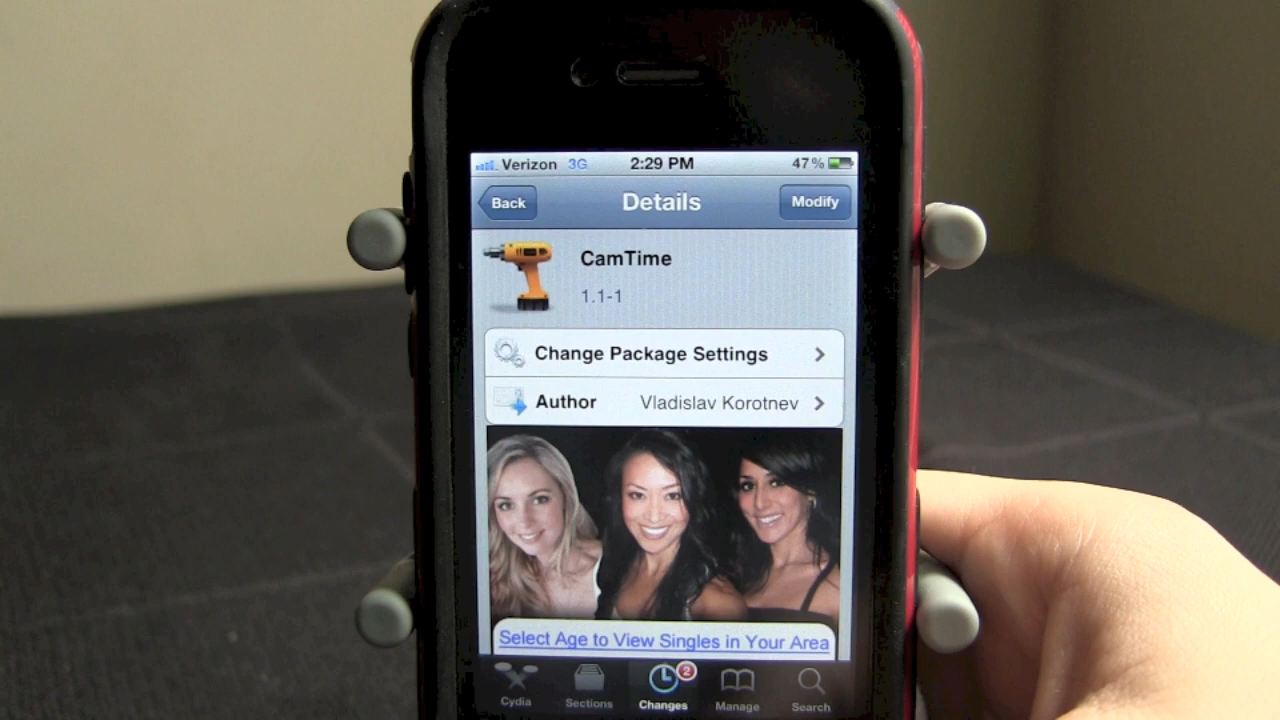 Verizon 3G 2:29 PM 47%
Back Details Modify
CamTime
1.1-1
Change Package Settings
Author Vladislav Korotnev
Select Age to View Singles in Your Area
2
Cydia Sections Changes Manage Search